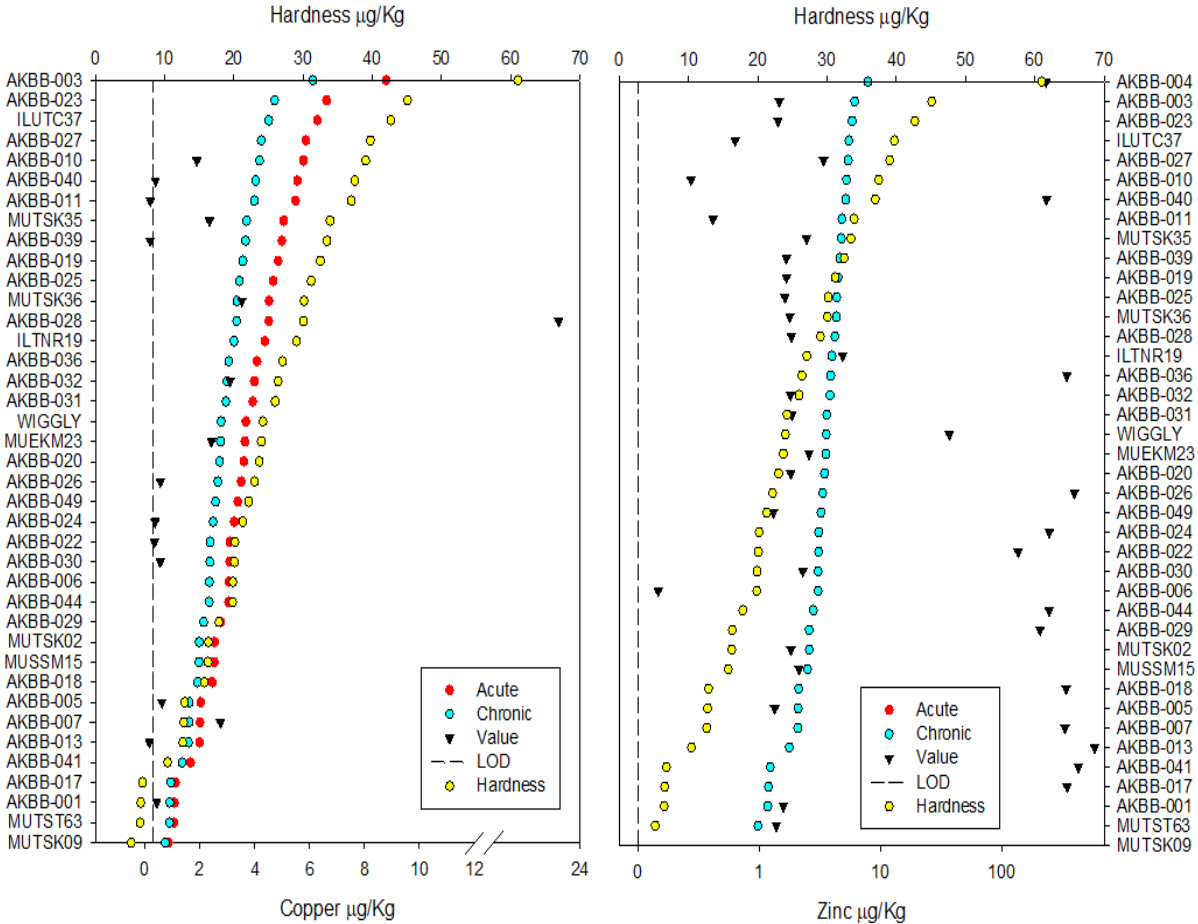 Hardness µg/Kg
0 10 20 30 40 50 60 70
AKBB-003
AKBB-023
ILUTC37
AKBB-027
AKBB-010
AKBB-040
AKBB-011
MUTSK35
AKBB-039
AKBB-019
AKBB-025
MUTSK36
AKBB-028
ILTNR19
AKBB-036
AKBB-032
AKBB-031
WIGGLY
MUEKM23
AKBB-020
AKBB-026
AKBB-049
AKBB-024
AKBB-022
AKBB-030
AKBB-006
AKBB-044
AKBB-029
MUTSK02
MUSSM15
AKBB-018
AKBB-005
AKBB-007
AKBB-013
AKBB-041
AKBB-017
AKBB-001
MUTST63
MUTSK09
Acute
Chronic
Value
LOD
Hardness
0 2 4 6 8 10 12 24
Copper µg/Kg
Hardness µg/Kg
0 10 20 30 40 50 60 70
AKBB-004
AKBB-003
AKBB-023
ILUTC37
AKBB-027
AKBB-010
AKBB-040
AKBB-011
MUTSK35
AKBB-039
AKBB-019
AKBB-025
MUTSK36
AKBB-028
ILTNR19
AKBB-036
AKBB-032
AKBB-031
WIGGLY
MUEKM23
AKBB-020
AKBB-026
AKBB-049
AKBB-024
AKBB-022
AKBB-030
AKBB-006
AKBB-044
AKBB-029
MUTSK02
MUSSM15
AKBB-018
AKBB-005
AKBB-007
AKBB-013
AKBB-041
AKBB-017
AKBB-001
MUTST63
MUTSK09
Acute
Chronic
Value
LOD
Hardness
0 1 10 100
Zinc µg/Kg